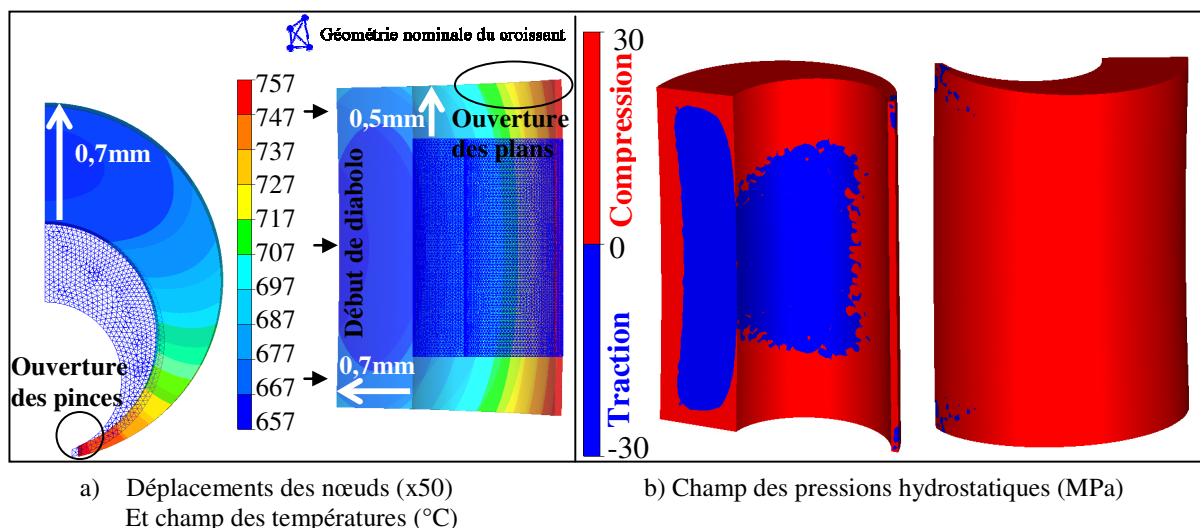 Géométrie nominale du croissant
757
747
737
727
717
707
697
687
677
667
657
0,7mm
Ouverture
des pinces
0,5mm
Ouverture
des plans
Début de diabolo
0,7mm
30
Compression
0
Traction
-30
a) Déplacements des nœuds (x50)
Et champ des températures (°C)
b) Champ des pressions hydrostatiques (MPa)